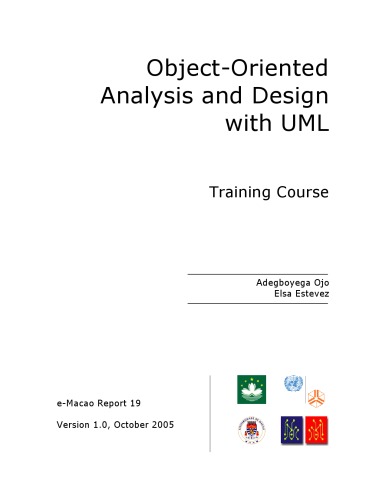 Object-Oriented
Analysis and Design
with UML
Training Course
Adegboyega Ojo
Elsa Estevez
e-Macao Report 19
Version 1.0, October 2005